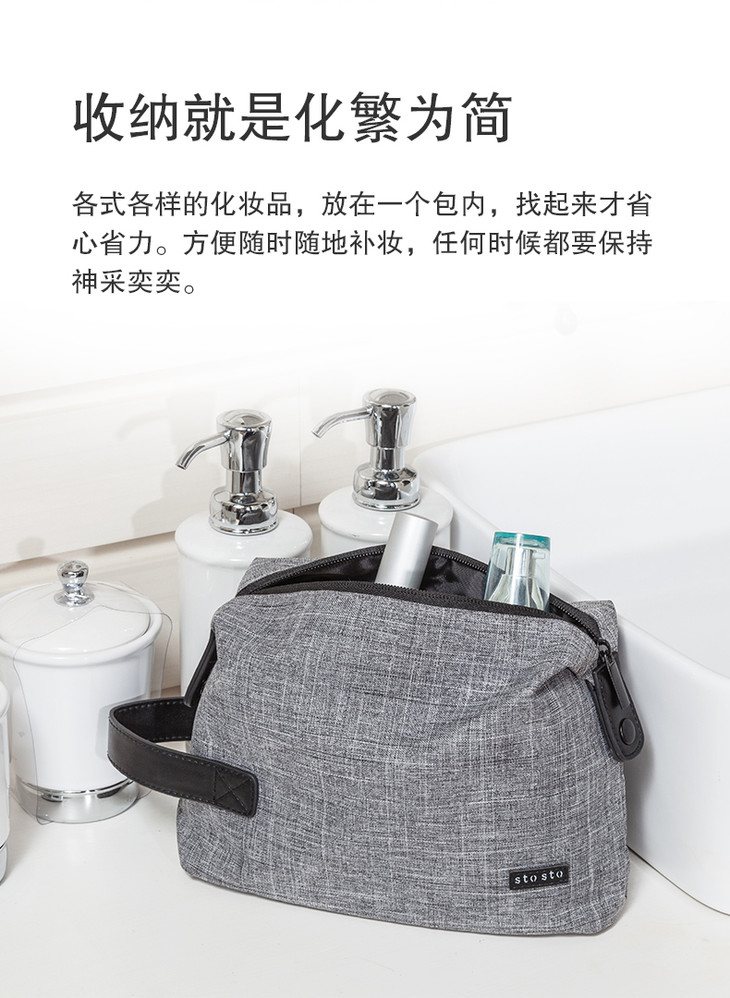 收纳就是化繁为简
各式各样的化妆品，放在一个包内，找起来才省
心省力。方便随时随地补妆，任何时候都要保持
神采奕奕。
sto sto